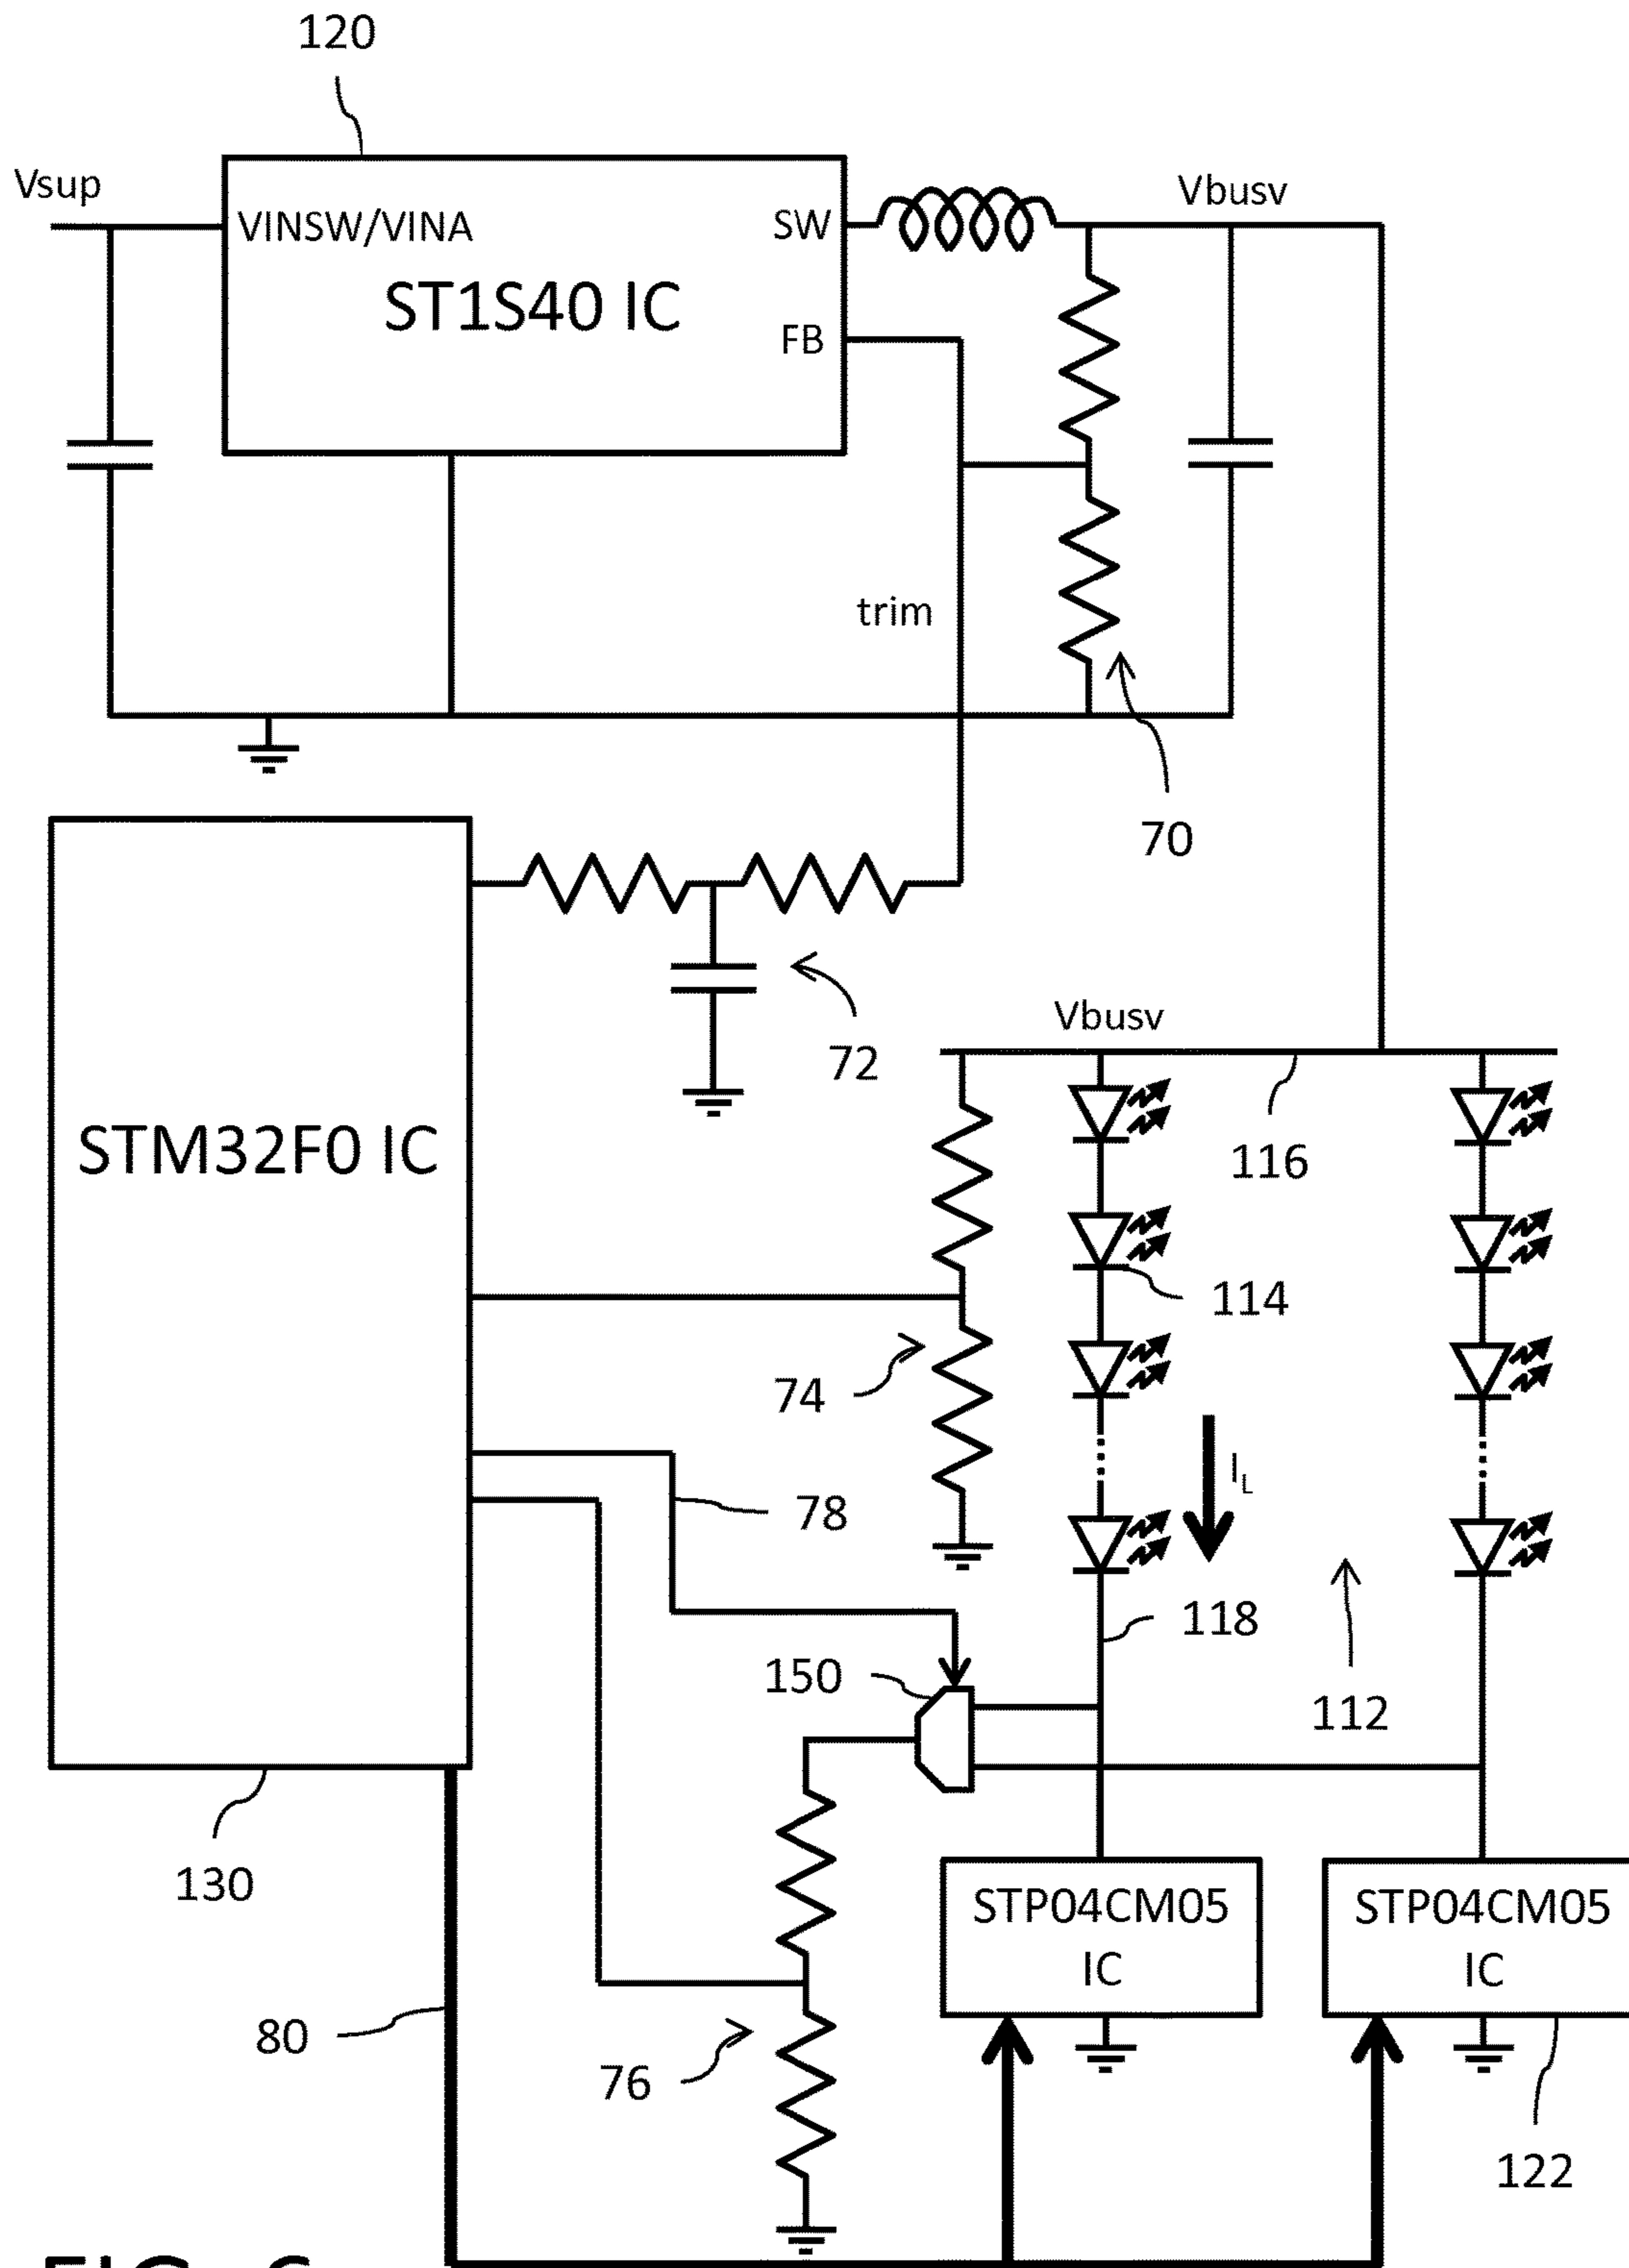 120
Vsup
Vbusv
VINSW/VINA
SW
ST1S40 IC
FB
trim
70
72
Vbusv
STM32F0 IC
116
114
74
IL
78
118
150
112
130
STP04CM05
IC
STP04CM05
IC
80
76
122